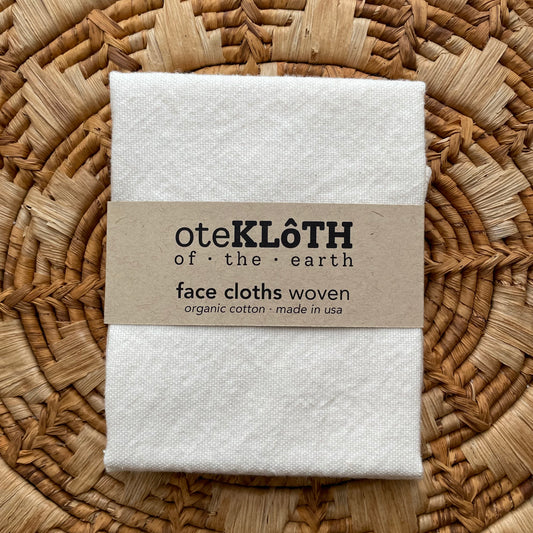 oteKLôTH
of · the · earth
face cloths woven
organic cotton · made in usa